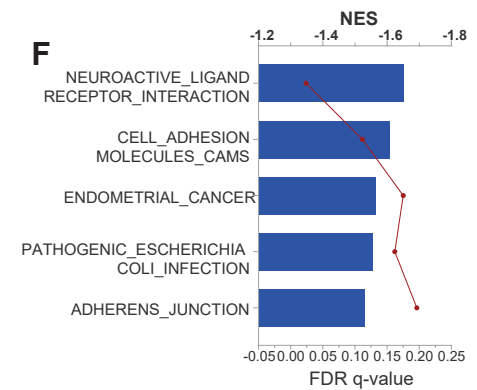 NES
-1.2 -1.4 -1.6 -1.8
F
NEUROACTIVE_LIGAND
RECEPTOR_INTERACTION
CELL_ADHESION
MOLECULES_CAMS
ENDOMETRIAL_CANCER
PATHOGENIC_ESCHERICHIA
COLI_INFECTION
ADHERENS_JUNCTION
-0.05 0.00 0.05 0.10 0.15 0.20 0.25
FDR q-value